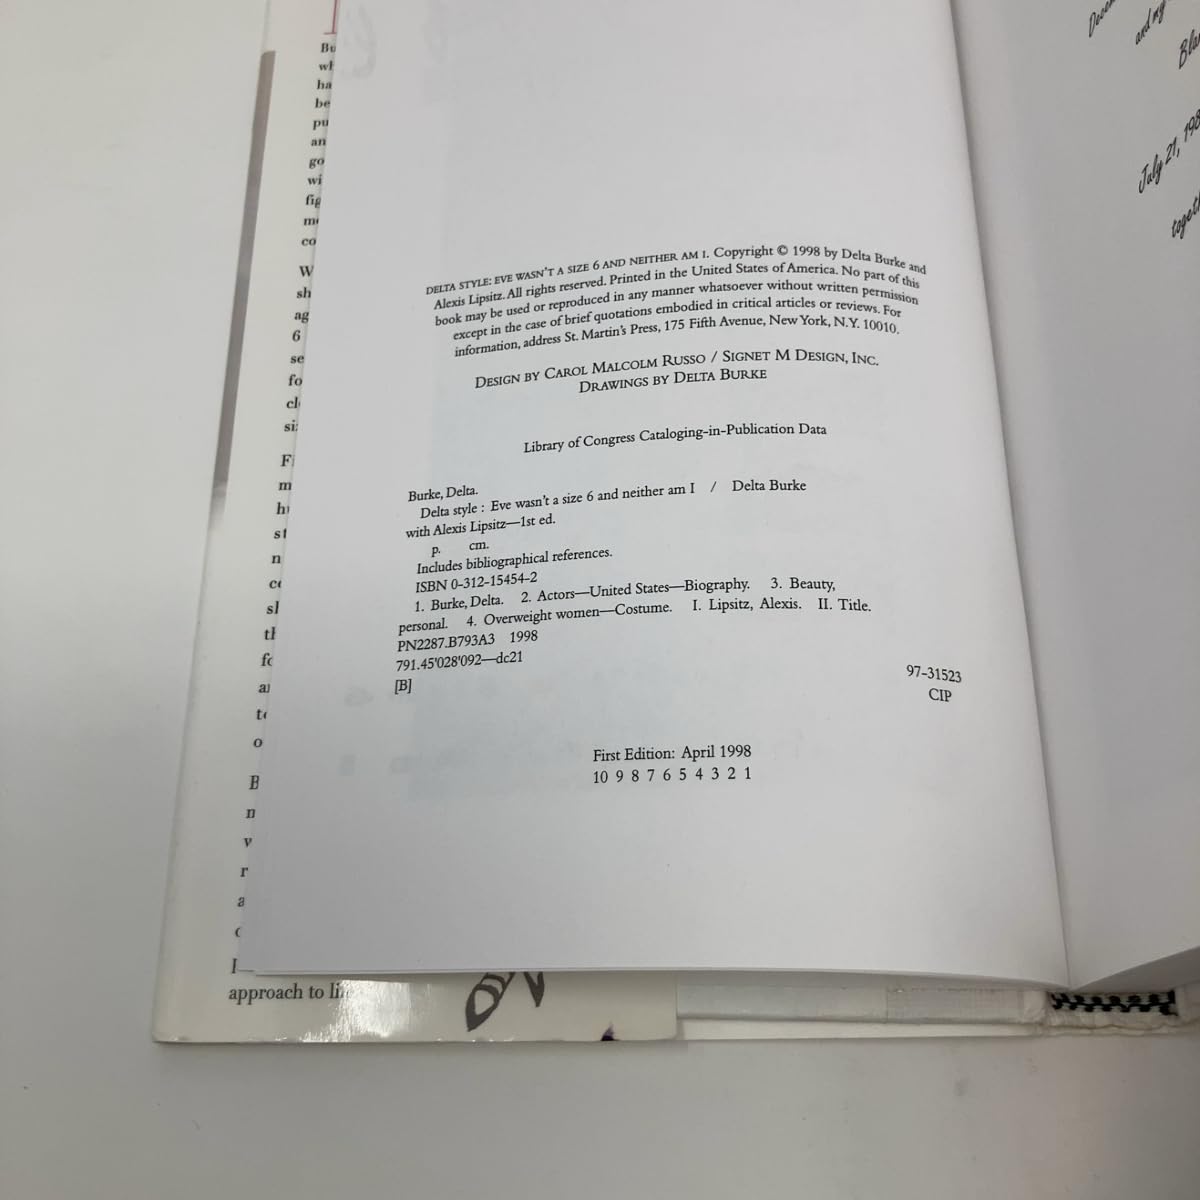 DELTA STYLE: EVE WASN'T A SIZE 6 AND NEITHER AM I. Copyright © 1998 by Delta Burke and
Alexis Lipsitz. All rights reserved. Printed in the United States of America. No part of this
book may be used or reproduced in any manner whatsoever without written permission
except in the case of brief quotations embodied in critical articles or reviews. For
information, address St. Martin's Press, 175 Fifth Avenue, New York, N.Y. 10010.
DESIGN BY CAROL MALCOLM RUSSO / SIGNET M DESIGN, INC.
DRAWINGS BY DELTA BURKE
Library of Congress Cataloging-in-Publication Data
Burke, Delta.
Delta style : Eve wasn't a size 6 and neither am I / Delta Burke
with Alexis Lipsitz—1st ed.
p. cm.
Includes bibliographical references.
ISBN 0-312-15454-2
1. Burke, Delta. 2. Actors—United States—Biography. 3. Beauty,
personal. 4. Overweight women—Costume. I. Lipsitz, Alexis. II. Title.
PN2287.B793A3 1998
791.45'028'092—dc21
[B]
97-31523
CIP
First Edition: April 1998
10 9 8 7 6 5 4 3 2 1
approach to
and my
July 21, 198